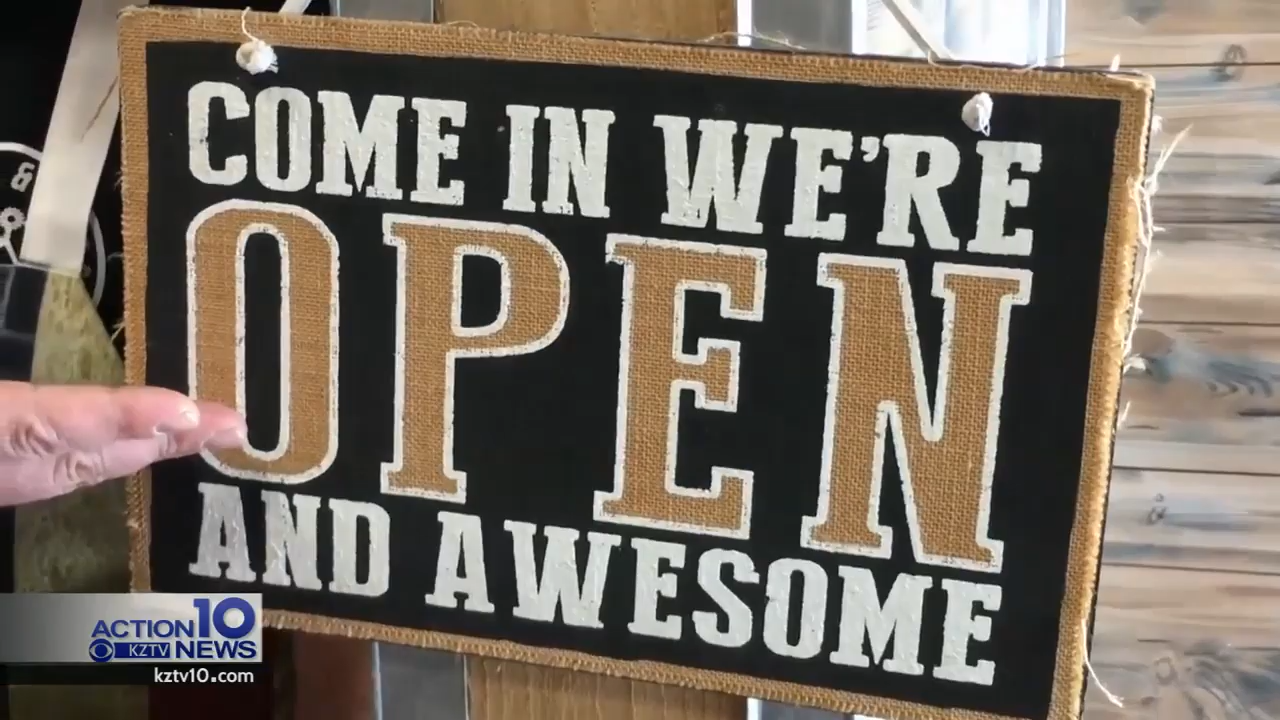 COME IN WE'RE
OPEN
AND AWESOME
&
ACTION 10
KZTV NEWS
kztv10.com